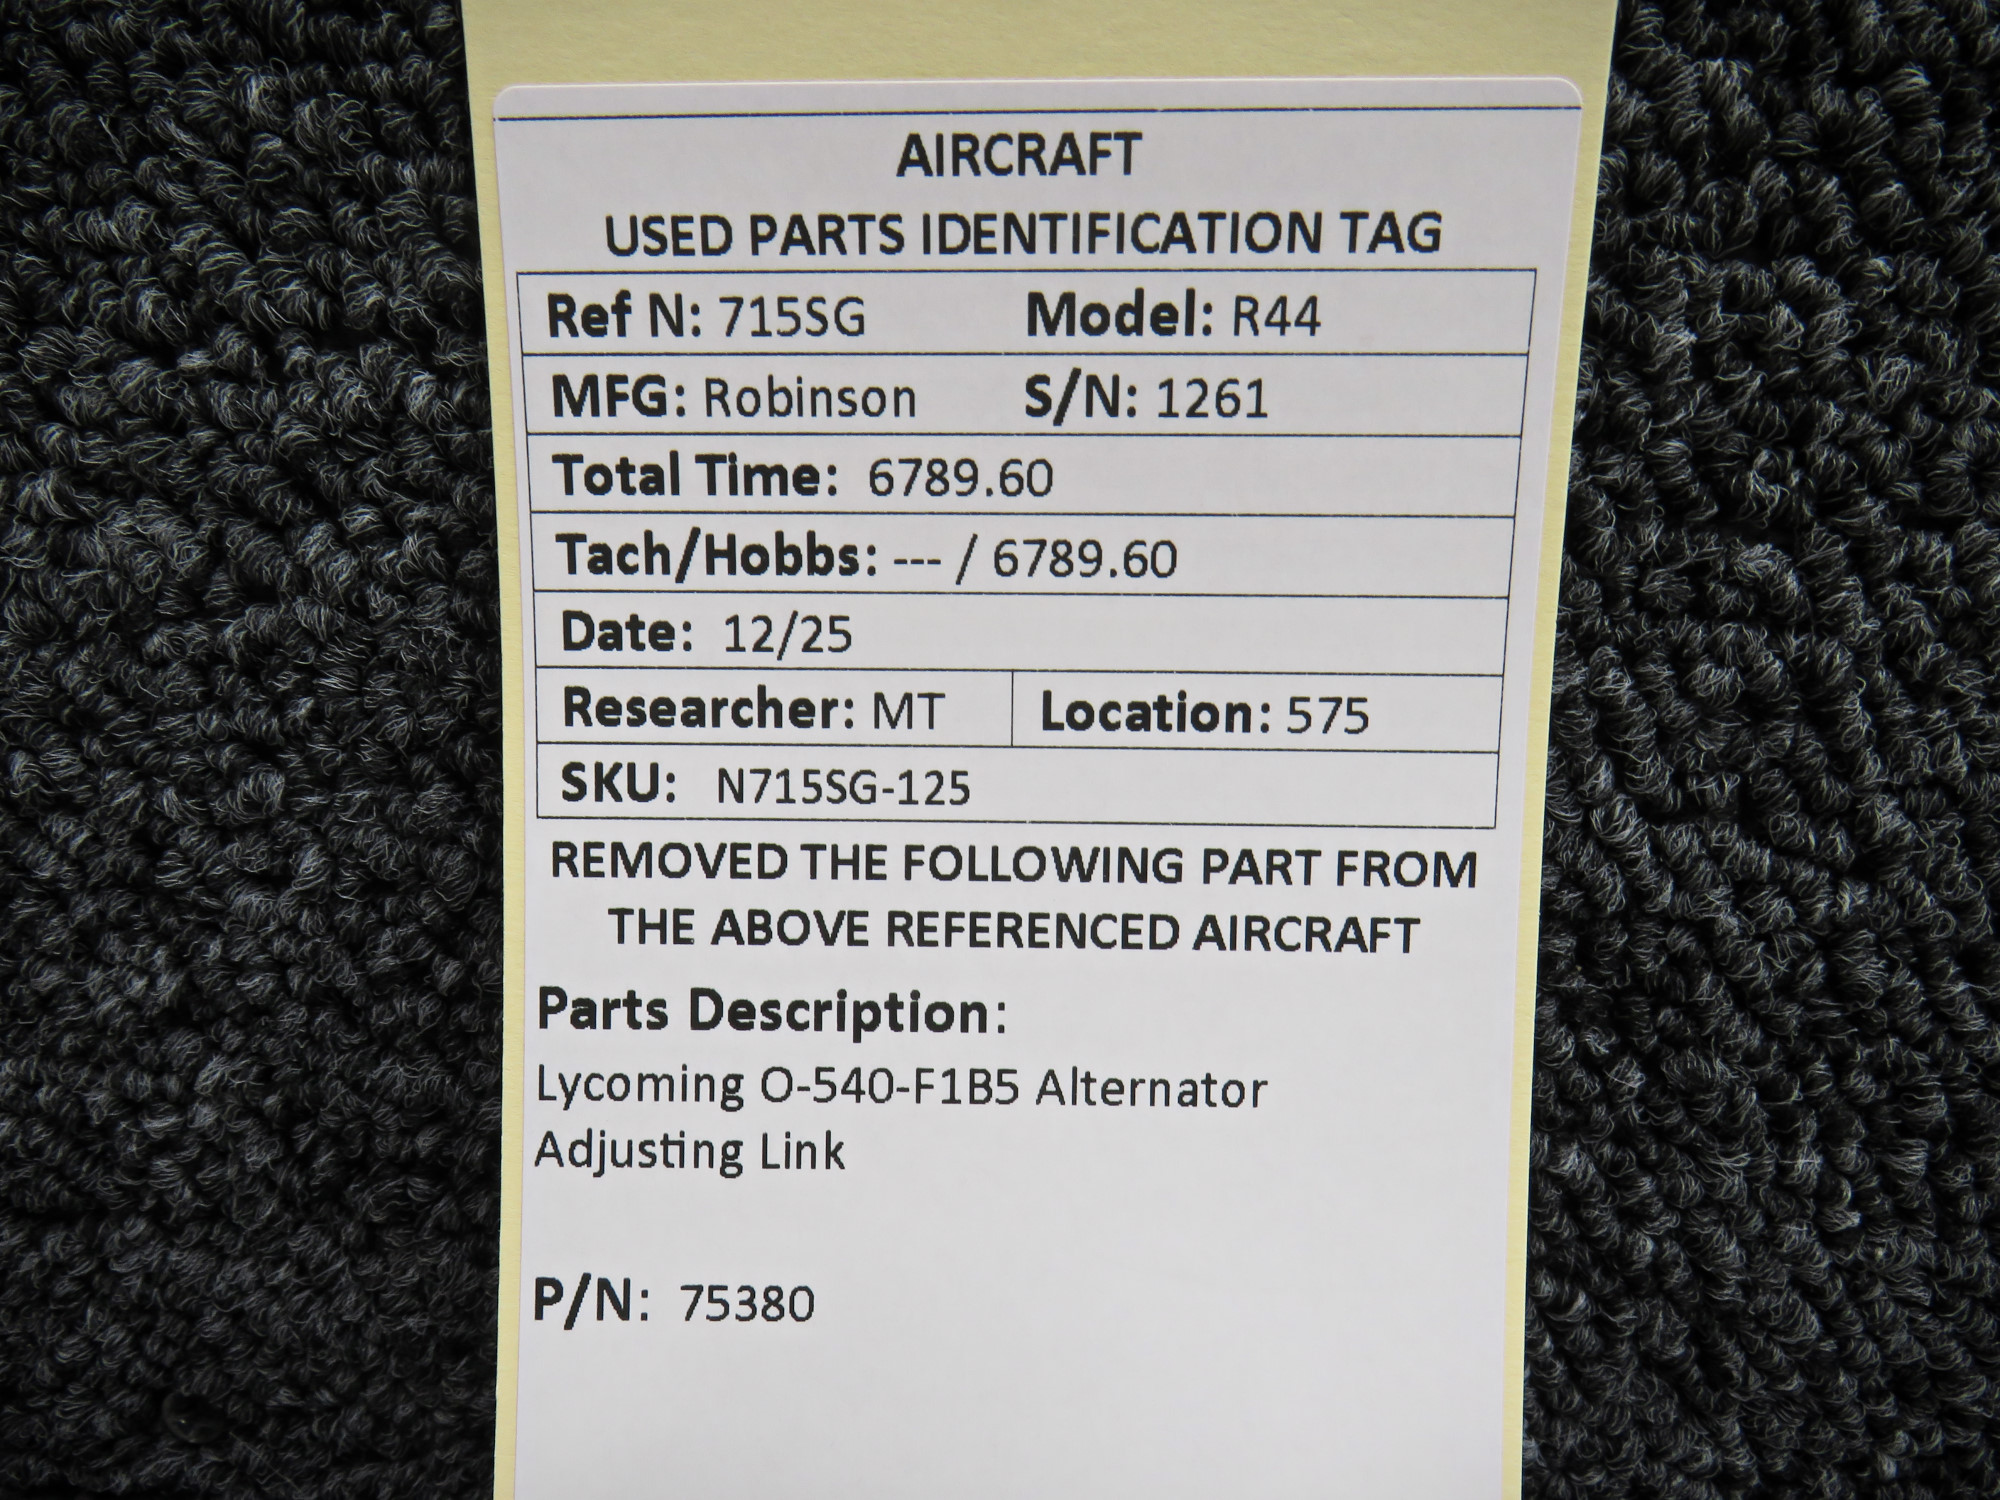 AIRCRAFT
USED PARTS IDENTIFICATION TAG
Ref N: 715SG Model: R44
MFG: Robinson S/N: 1261
Total Time: 6789.60
Tach/Hobbs: --- / 6789.60
Date: 12/25
Researcher: MT Location: 575
SKU: N715SG-125
REMOVED THE FOLLOWING PART FROM
THE ABOVE REFERENCED AIRCRAFT
Parts Description:
Lycoming O-540-F1B5 Alternator
Adjusting Link
P/N: 75380